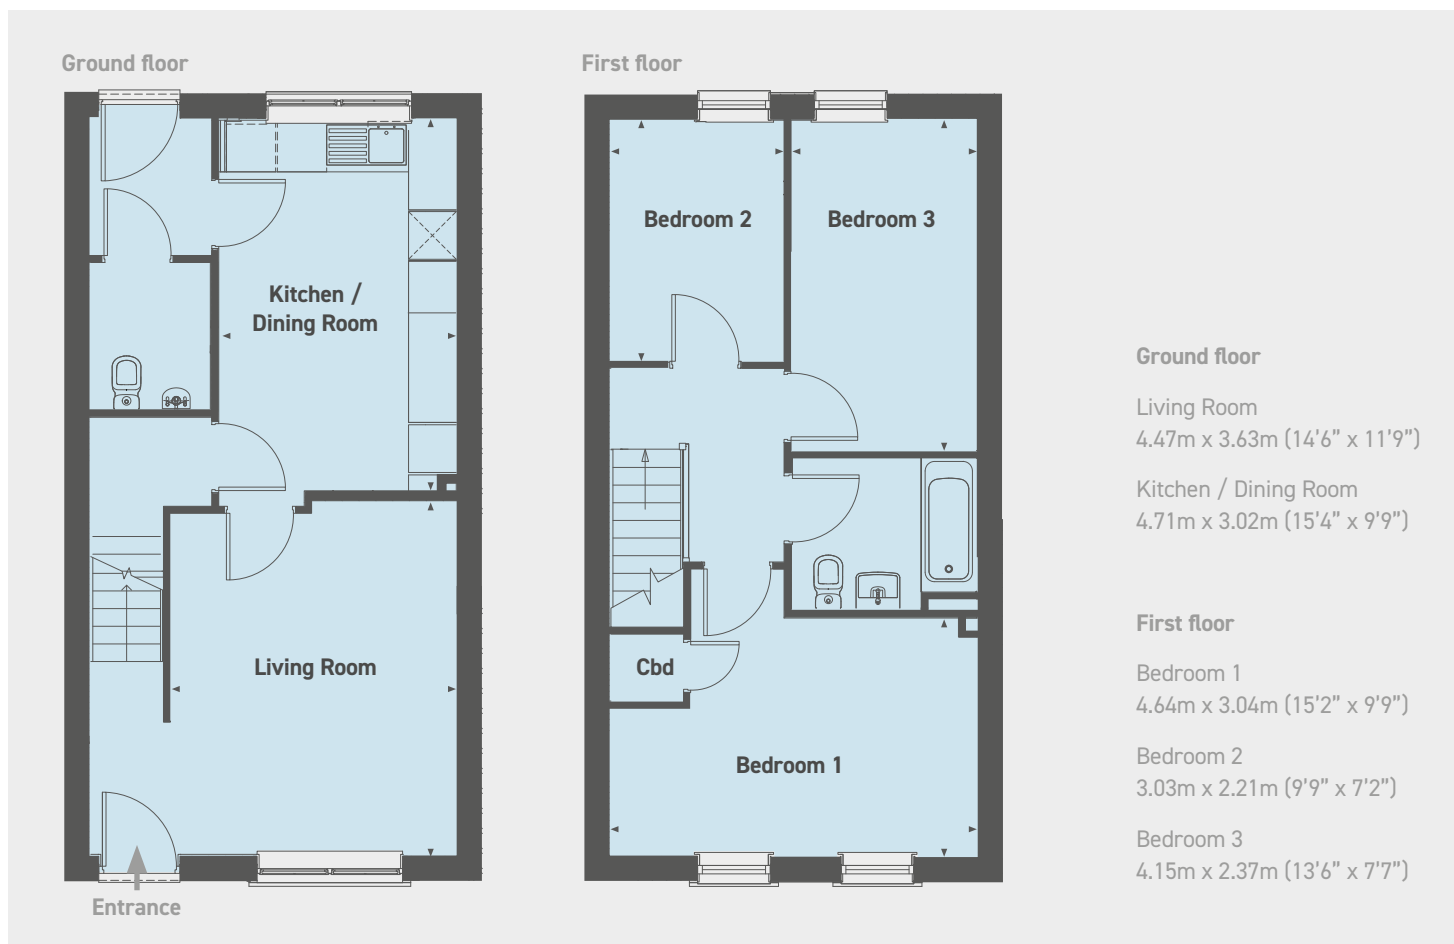 Ground floor
First floor
Kitchen /
Dining Room
Living Room
Entrance
Bedroom 2
Bedroom 3
Cbd
Bedroom 1
Ground floor
Living Room
4.47m x 3.63m (14’6” x 11’9”)
Kitchen / Dining Room
4.71m x 3.02m (15’4” x 9’9”)
First floor
Bedroom 1
4.64m x 3.04m (15’2” x 9’9”)
Bedroom 2
3.03m x 2.21m (9’9” x 7’2”)
Bedroom 3
4.15m x 2.37m (13’6” x 7’7”)